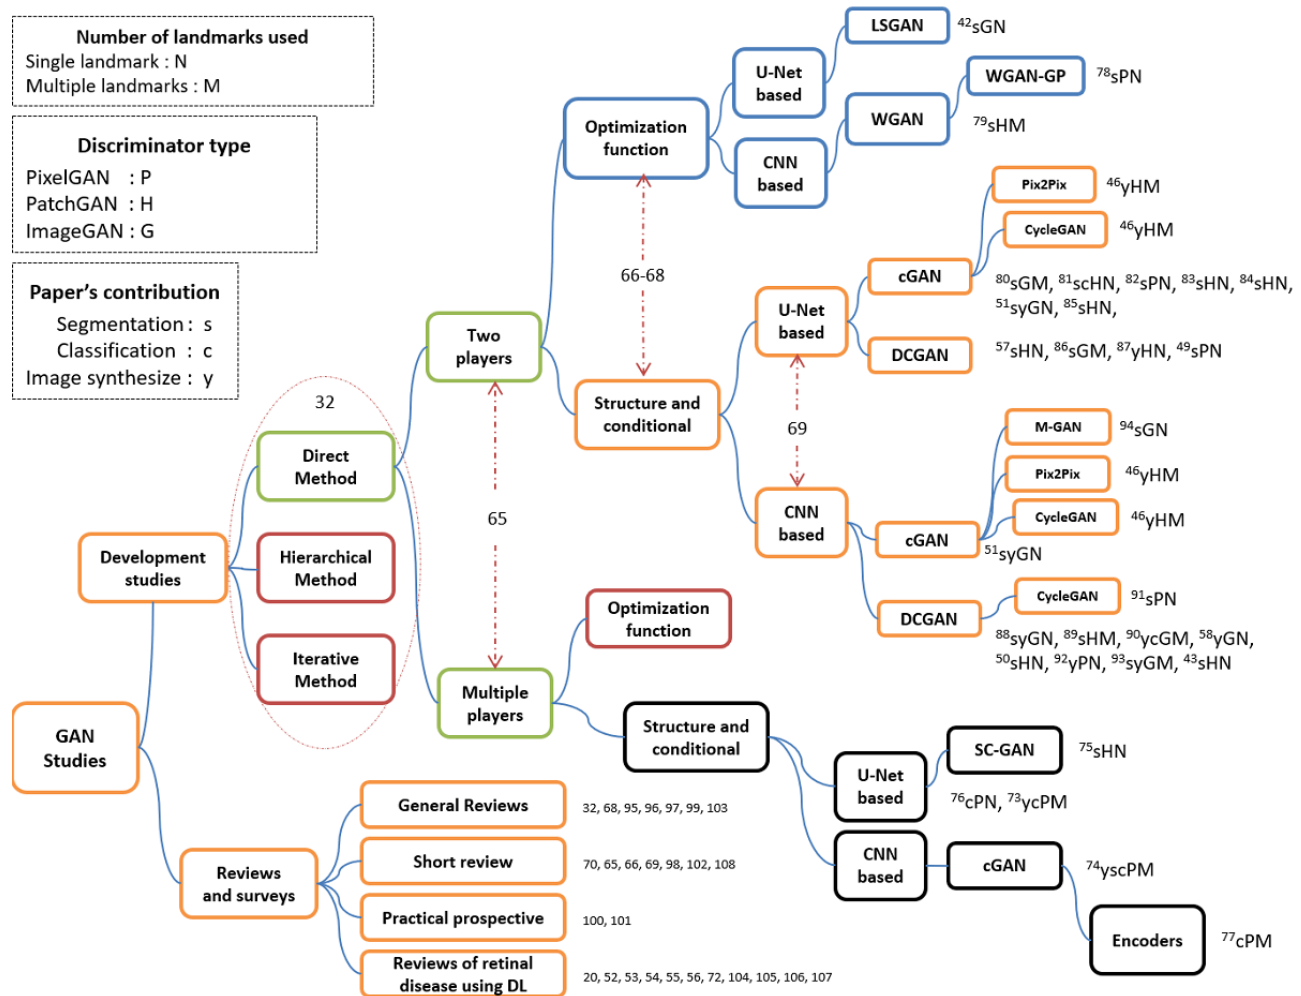 Number of landmarks used
Single landmark : N
Multiple landmarks : M
Discriminator type
PixelGAN : P
PatchGAN : H
ImageGAN : G
Paper's contribution
Segmentation : s
Classification : c
Image synthesize : y
LSGAN
⁴²sGN
U-Net
based
WGAN-GP
⁷⁸sPN
Optimization
function
WGAN
⁷⁹sHM
CNN
based
Pix2Pix
⁴⁶yHM
CycleGAN
⁴⁶yHM
66-68
cGAN
⁸⁰sGM, ⁸¹scHN, ⁸²sPN, ⁸³sHN, ⁸⁴sHN,
⁵¹syGN, ⁸⁵sHN,
U-Net
based
Two
players
DCGAN
⁵⁷sHN, ⁸⁶sGM, ⁸⁷yHN, ⁴⁹sPN
32
Structure and
conditional
69
M-GAN
⁹⁴sGN
Direct
Method
Pix2Pix
⁴⁶yHM
65
CNN
based
CycleGAN
⁴⁶yHM
cGAN
⁵¹syGN
Development
studies
Hierarchical
Method
Optimization
function
CycleGAN
⁹¹sPN
DCGAN
⁸⁸syGN, ⁸⁹sHM, ⁹⁰ycGM, ⁵⁸yGN,
⁵⁰sHN, ⁹²yPN, ⁹³syGM, ⁴³sHN
Iterative
Method
Multiple
players
Structure and
conditional
GAN
Studies
SC-GAN
⁷⁵sHN
U-Net
based
⁷⁶cPN, ⁷³ycPM
General Reviews
32, 68, 95, 96, 97, 99, 103
Short review
70, 65, 66, 69, 98, 102, 108
CNN
based
cGAN
⁷⁴yscPM
Reviews
and surveys
Practical prospective
100, 101
Encoders
⁷⁷cPM
Reviews of retinal
disease using DL
20, 52, 53, 54, 55, 56, 72, 104, 105, 106, 107